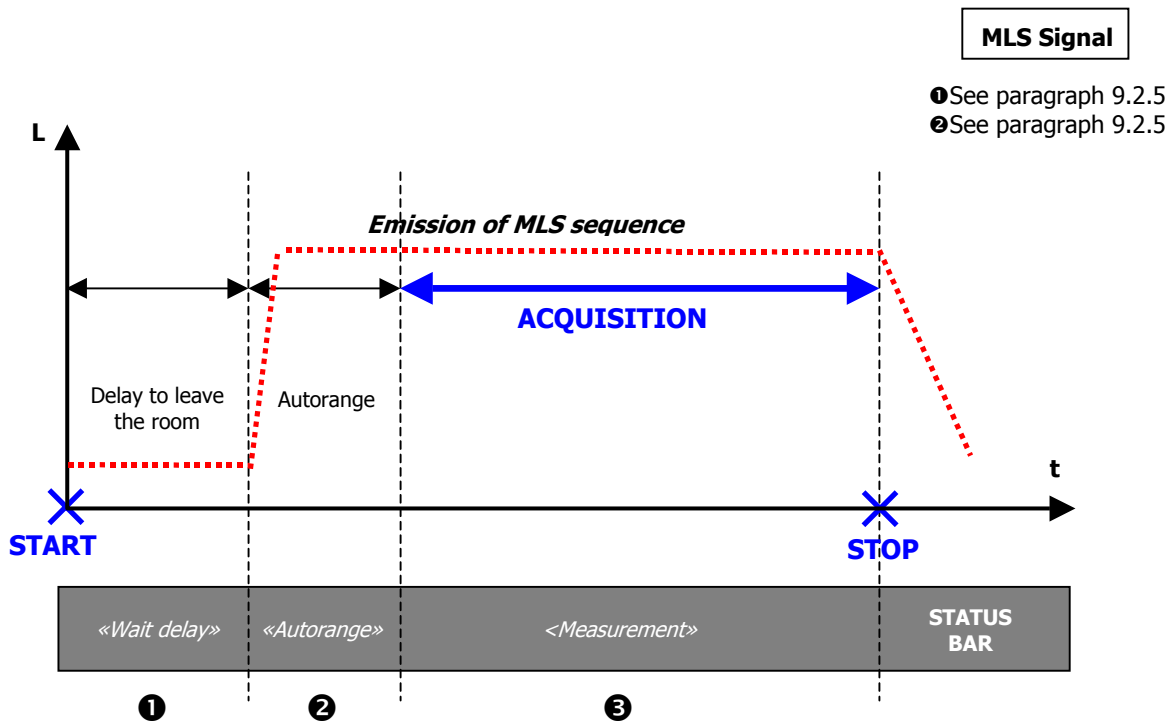 MLS Signal
❶See paragraph 9.2.5
❷See paragraph 9.2.5
L
Emission of MLS sequence
ACQUISITION
Delay to leave
the room
Autorange
t
START
STOP
«Wait delay»
«Autorange»
<Measurement>
STATUS
BAR
❶
❷
❸